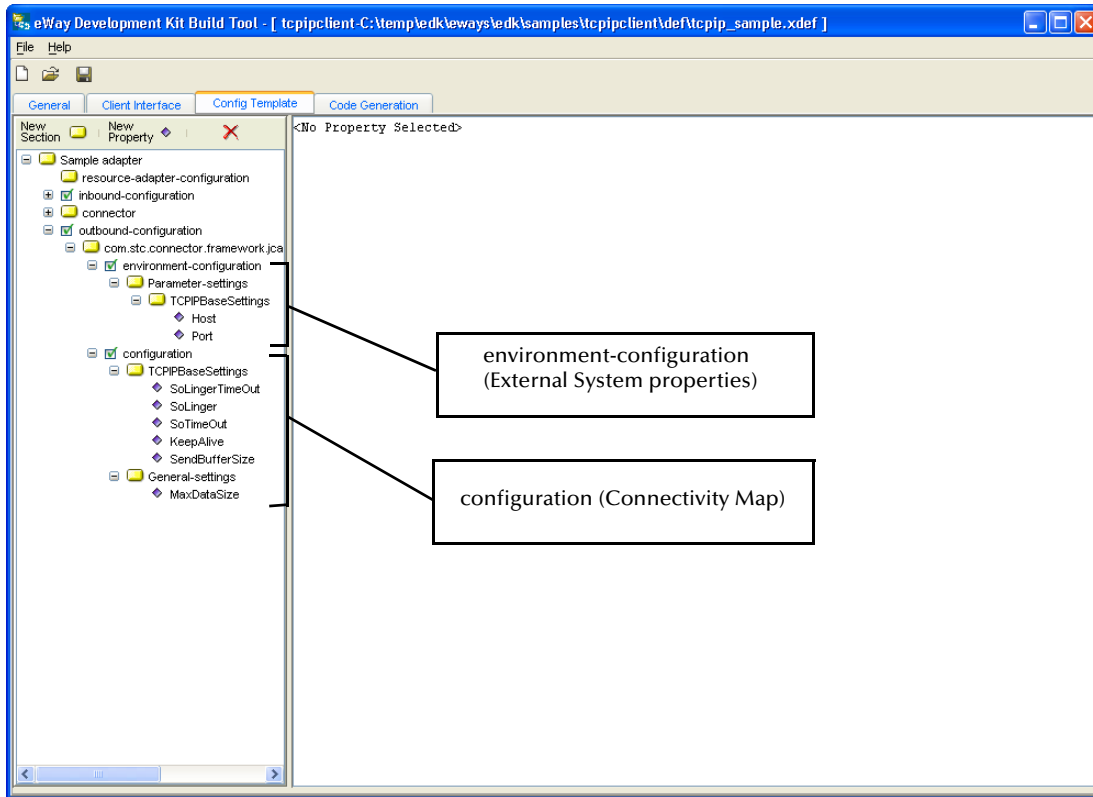 eWay Development Kit Build Tool - [ tcpipclient-C:\temp\edk\eways\edk\samples\tcpipclient\def\tcpip_sample.xdef ]
File Help
General Client Interface Config Template Code Generation
New Section New Property
<No Property Selected>
Sample adapter
resource-adapter-configuration
inbound-configuration
connector
outbound-configuration
com.stc.connector.framework.jca
environment-configuration
Parameter-settings
TCPIPBaseSettings
Host
Port
configuration
TCPIPBaseSettings
SoLingerTimeOut
SoLinger
SoTimeOut
KeepAlive
SendBufferSize
General-settings
MaxDataSize
environment-configuration
(External System properties)
configuration (Connectivity Map)